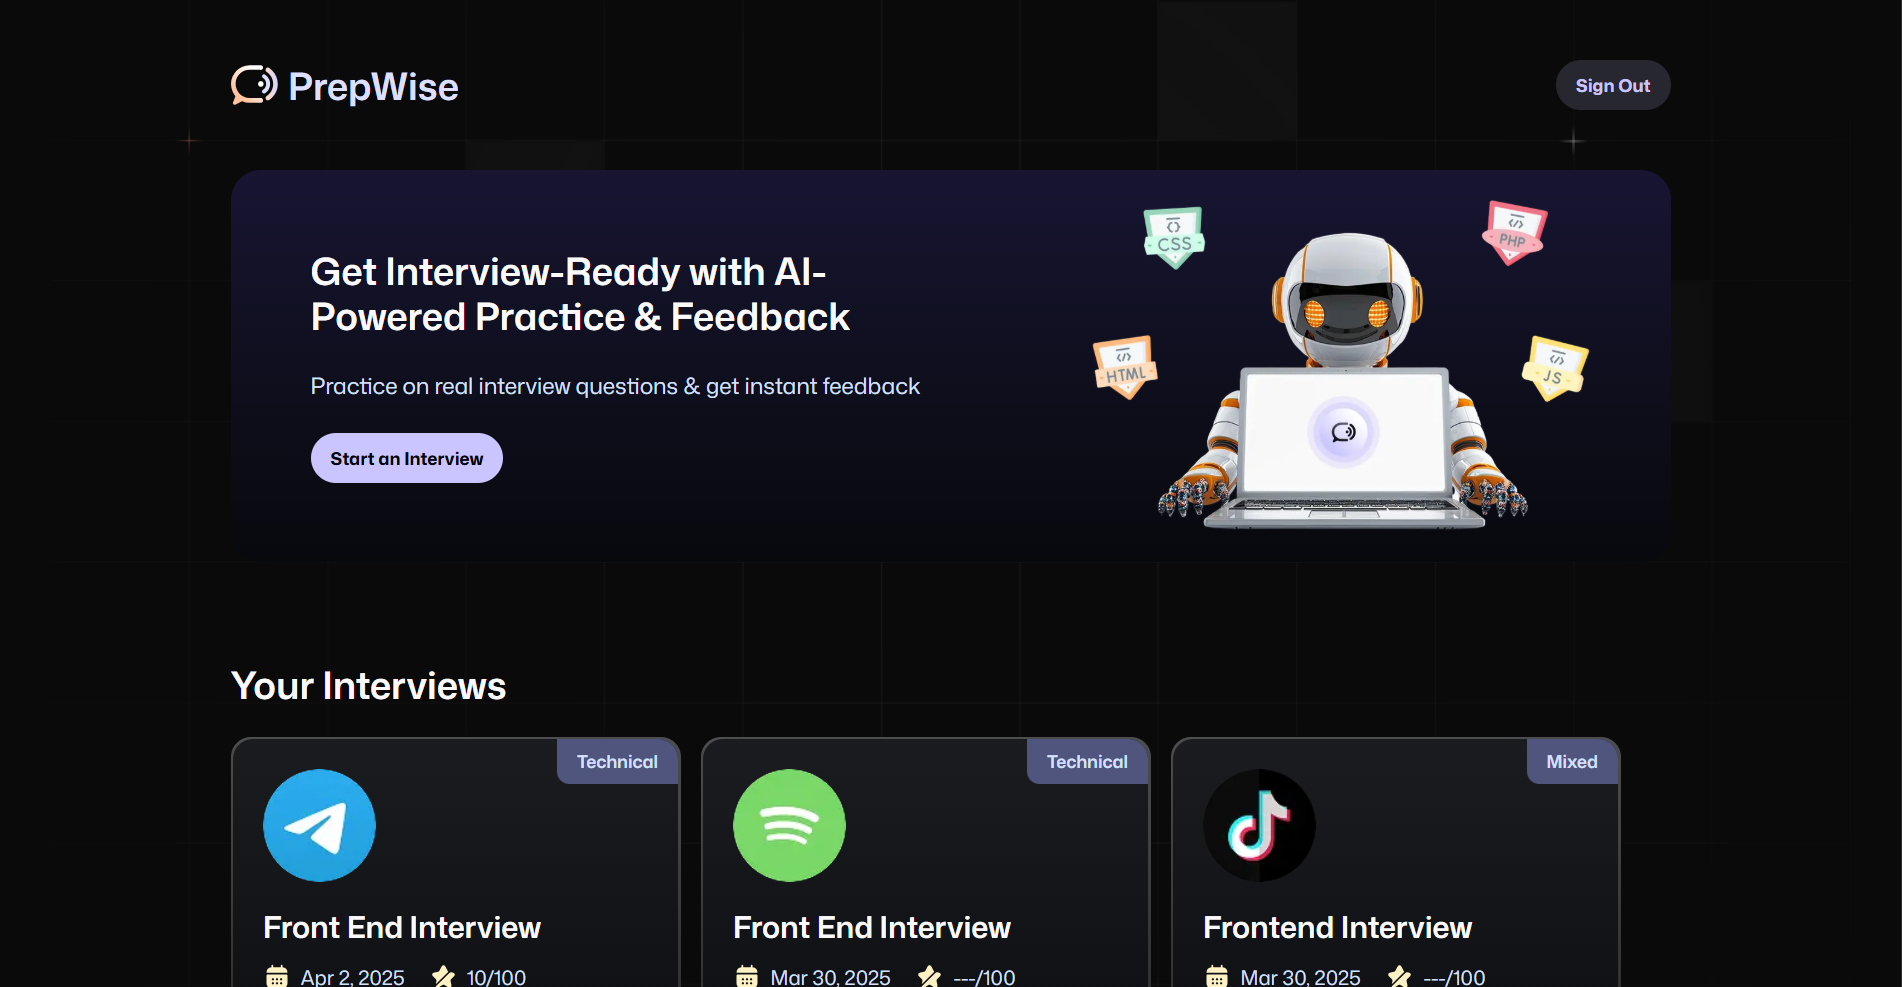 PrepWise
Sign Out
Get Interview-Ready with AI-
Powered Practice & Feedback
Practice on real interview questions & get instant feedback
Start an Interview
CSS
PHP
HTML
JS
Your Interviews
Technical
Front End Interview
Apr 2, 2025 10/100
Technical
Front End Interview
Mar 30, 2025 ---/100
Mixed
Frontend Interview
Mar 30, 2025 ---/100